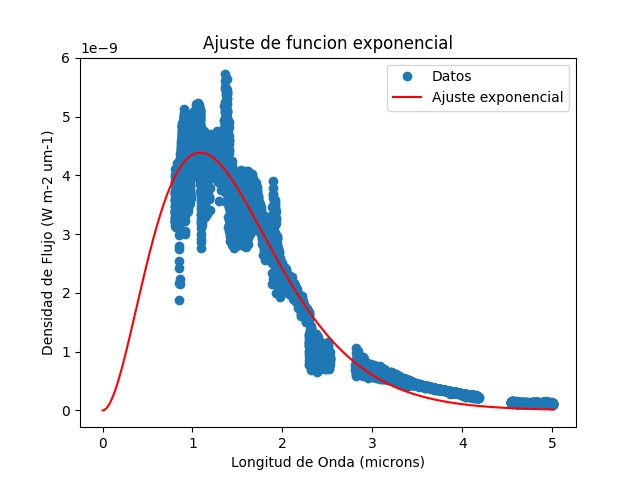 Ajuste de funcion exponencial
1e−9
Datos
Ajuste exponencial
6
5
4
3
2
1
0
Densidad de Flujo (W m-2 um-1)
0 1 2 3 4 5
Longitud de Onda (microns)